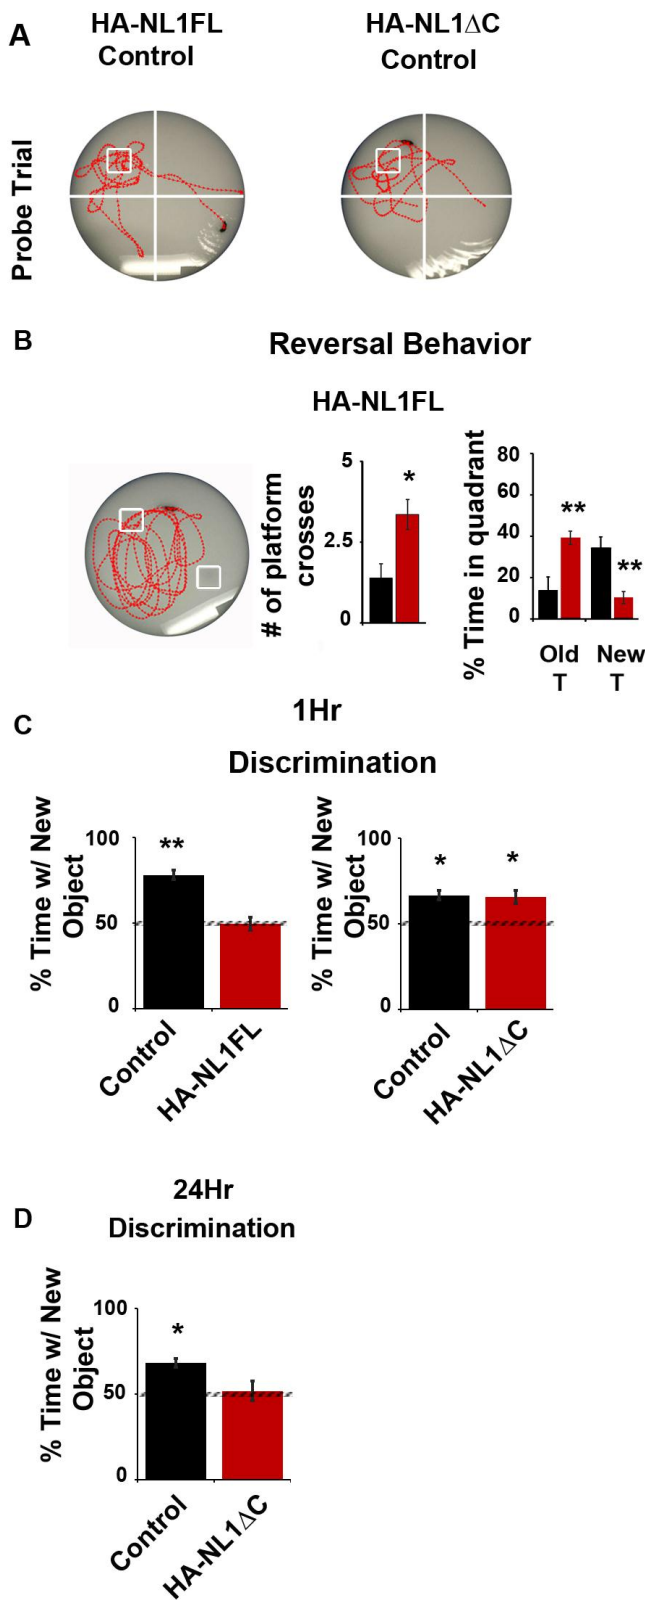 A
HA-NL1FL
Control
HA-NL1ΔC
Control
Probe Trial
B
Reversal Behavior
HA-NL1FL
# of platform
crosses
5
2.5
0
*
% Time in quadrant
80
60
40
20
0
**
**
Old
T
New
T
C
1Hr
Discrimination
% Time w/ New
Object
100
50
0
**
Control
HA-NL1FL
% Time w/ New
Object
100
50
0
*
*
Control
HA-NL1ΔC
D
24Hr
Discrimination
% Time w/ New
Object
100
50
0
*
Control
HA-NL1ΔC